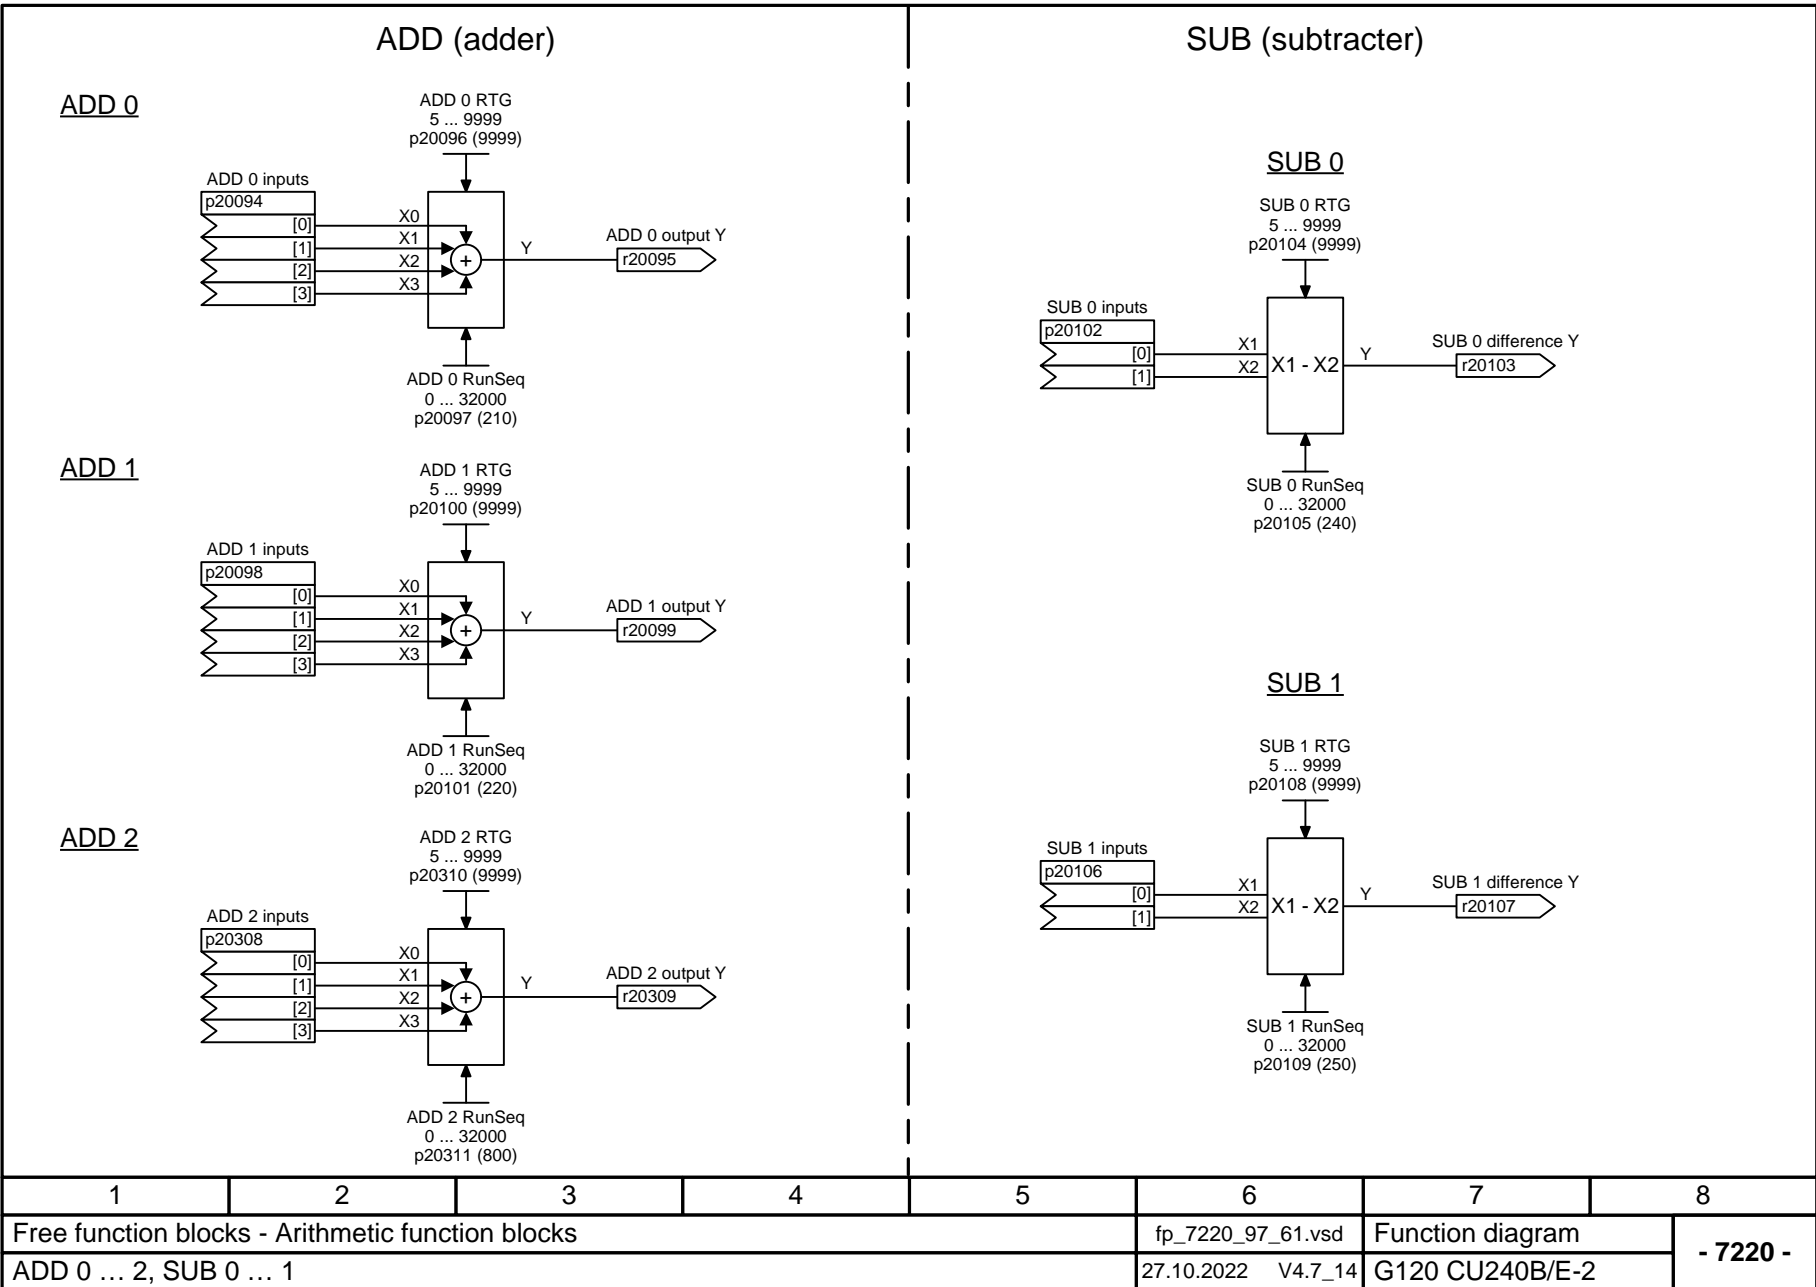 ADD (adder)
ADD 0
ADD 0 RTG
5 ... 9999
p20096 (9999)
ADD 0 inputs
p20094
[0]
[1]
[2]
[3]
X0
X1
X2
X3
+
Y
ADD 0 output Y
r20095
ADD 0 RunSeq
0 ... 32000
p20097 (210)
ADD 1
ADD 1 RTG
5 ... 9999
p20100 (9999)
ADD 1 inputs
p20098
[0]
[1]
[2]
[3]
X0
X1
X2
X3
+
Y
ADD 1 output Y
r20099
ADD 1 RunSeq
0 ... 32000
p20101 (220)
ADD 2
ADD 2 RTG
5 ... 9999
p20310 (9999)
ADD 2 inputs
p20308
[0]
[1]
[2]
[3]
X0
X1
X2
X3
+
Y
ADD 2 output Y
r20309
ADD 2 RunSeq
0 ... 32000
p20311 (800)
SUB (subtracter)
SUB 0
SUB 0 RTG
5 ... 9999
p20104 (9999)
SUB 0 inputs
p20102
[0]
[1]
X1
X2
X1 - X2
Y
SUB 0 difference Y
r20103
SUB 0 RunSeq
0 ... 32000
p20105 (240)
SUB 1
SUB 1 RTG
5 ... 9999
p20108 (9999)
SUB 1 inputs
p20106
[0]
[1]
X1
X2
X1 - X2
Y
SUB 1 difference Y
r20107
SUB 1 RunSeq
0 ... 32000
p20109 (250)
1 2 3 4 5 6 7 8
Free function blocks - Arithmetic function blocks
fp_7220_97_61.vsd
Function diagram
- 7220 -
ADD 0 … 2, SUB 0 … 1
27.10.2022 V4.7_14
G120 CU240B/E-2